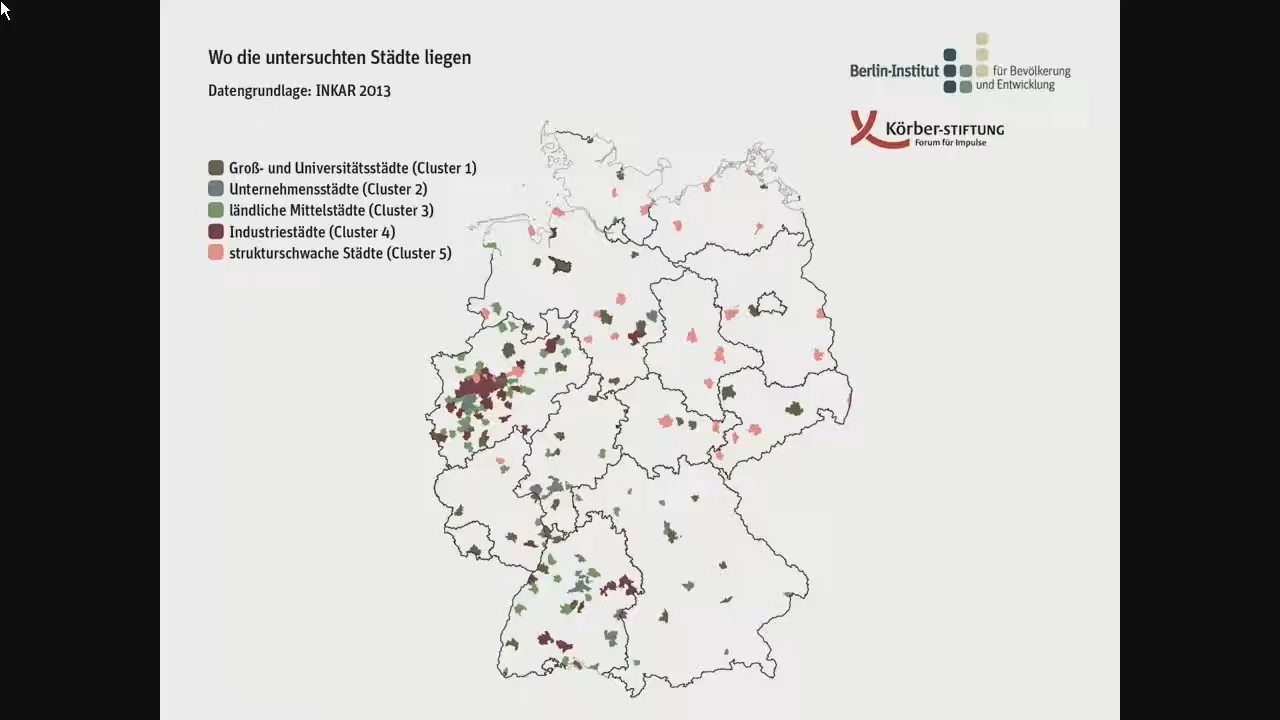 Wo die untersuchten Städte liegen
Datengrundlage: INKAR 2013
Berlin-Institut für Bevölkerung
und Entwicklung
Körber-STIFTUNG
Forum für Impulse
Groß- und Universitätsstädte (Cluster 1)
Unternehmensstädte (Cluster 2)
ländliche Mittelstädte (Cluster 3)
Industriestädte (Cluster 4)
strukturschwache Städte (Cluster 5)